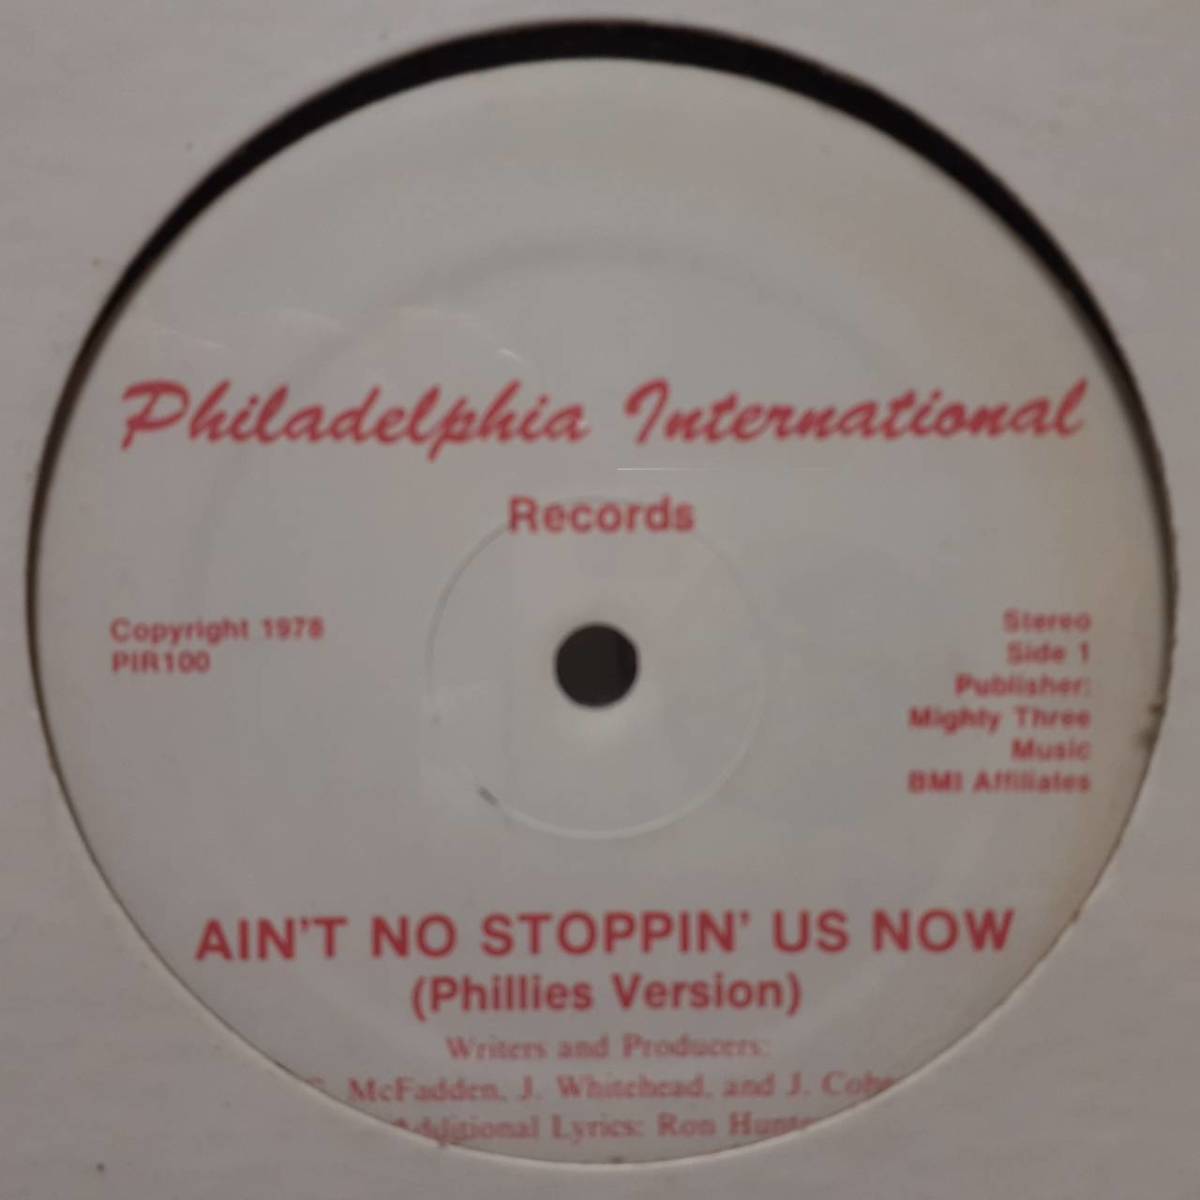 Philadelphia International
Records
Copyright 1978
PIR100
Stereo
Side 1
Publisher:
Mighty Three
Music
BMI Affiliates
AIN'T NO STOPPIN' US NOW
(Phillies Version)
Writers and Producers:
McFadden, J. Whitehead, and J. Cohe
Additional Lyrics: Ron Hunte